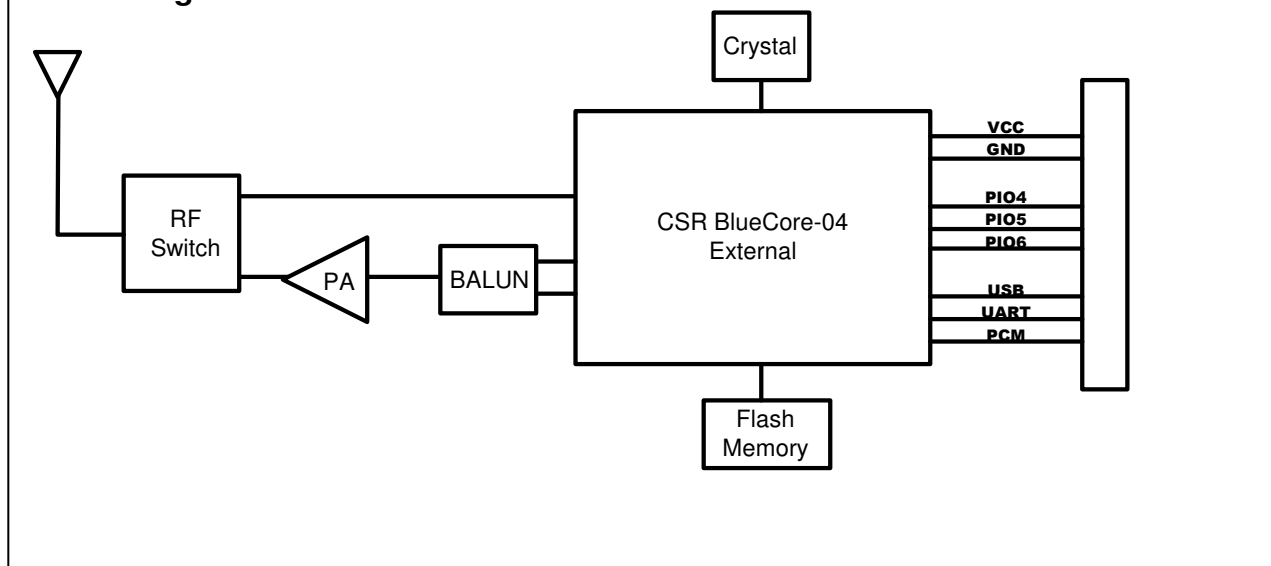 Crystal
VCC
GND
PIO4
PIO5
PIO6
USB
UART
PCM
RF
Switch
CSR BlueCore-04
External
PA
BALUN
Flash
Memory